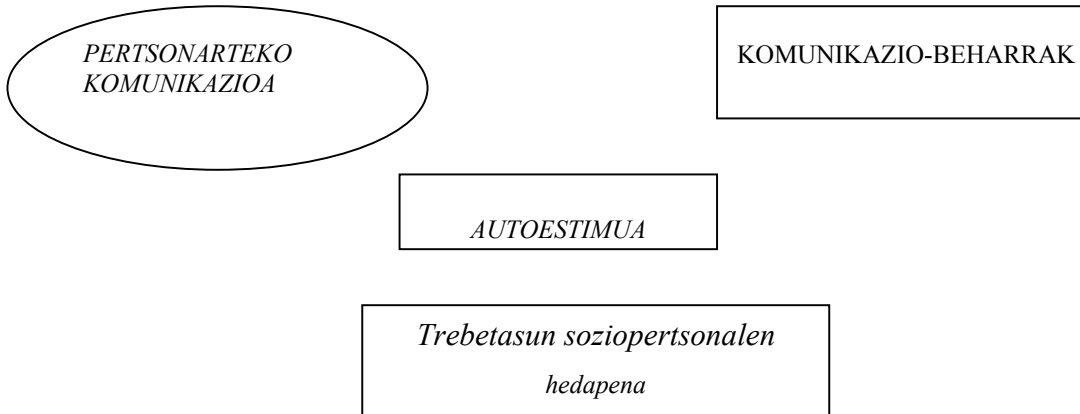 PERTSONARTEKO
KOMUNIKAZIOA
KOMUNIKAZIO-BEHARRAK
AUTOESTIMUA
Trebetasun soziopertsonalen
hedapena